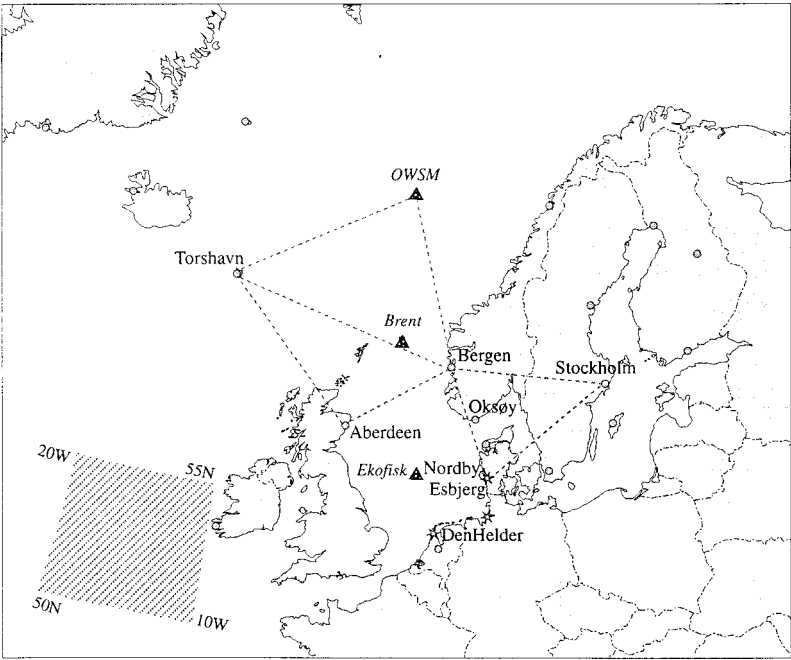 OWSM
Torshavn
Brent
Bergen
Stockholm
Oksøy
Aberdeen
20W
55N
Ekofisk
Nordby
Esbjerg
DenHelder
50N
10W